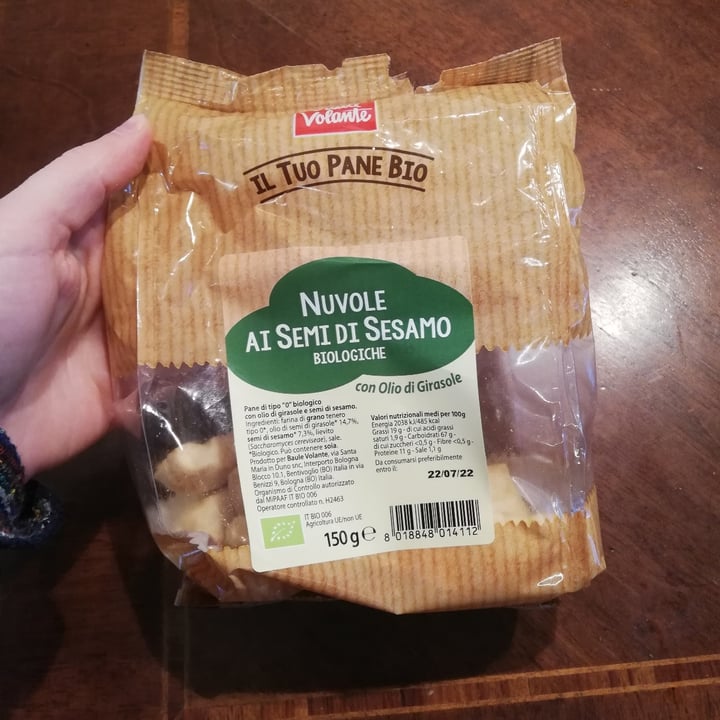 Volante
IL TUO PANE BIO
NUVOLE
AI SEMI DI SESAMO
BIOLOGICHE
con Olio di Girasole
Pane di tipo "0" biologico
con olio di girasole e semi di sesamo.
Ingredienti: farina di grano tenero
tipo 0*, olio di semi di girasole* 14,7%,
semi di sesamo* 7,3%, lievito
(Saccharomyces cerevisiae), sale.
*Biologico. Può contenere soia.
Prodotto per Baule Volante, via Santa
Maria in Duno snc, Interporto Bologna
Blocco 10.1, Bentivoglio (BO) Italia in via
Benizzi 9, Bologna (BO) Italia.
Organismo di Controllo autorizzato
dal MiPAAF IT BIO 006
Operatore controllato n. H2463
IT BIO 006
Agricoltura UE/non UE
150 g e
Valori nutrizionali medi per 100g
Energia 2038 kJ/485 kcal
Grassi 19 g - di cui acidi grassi
saturi 1,9 g - Carboidrati 67 g -
di cui zuccheri <0,5 g - Fibre <0,5 g -
Proteine 11 g - Sale 1,1 g
Da consumarsi preferibilmente
entro il:
22/07/22
8 018848 014112